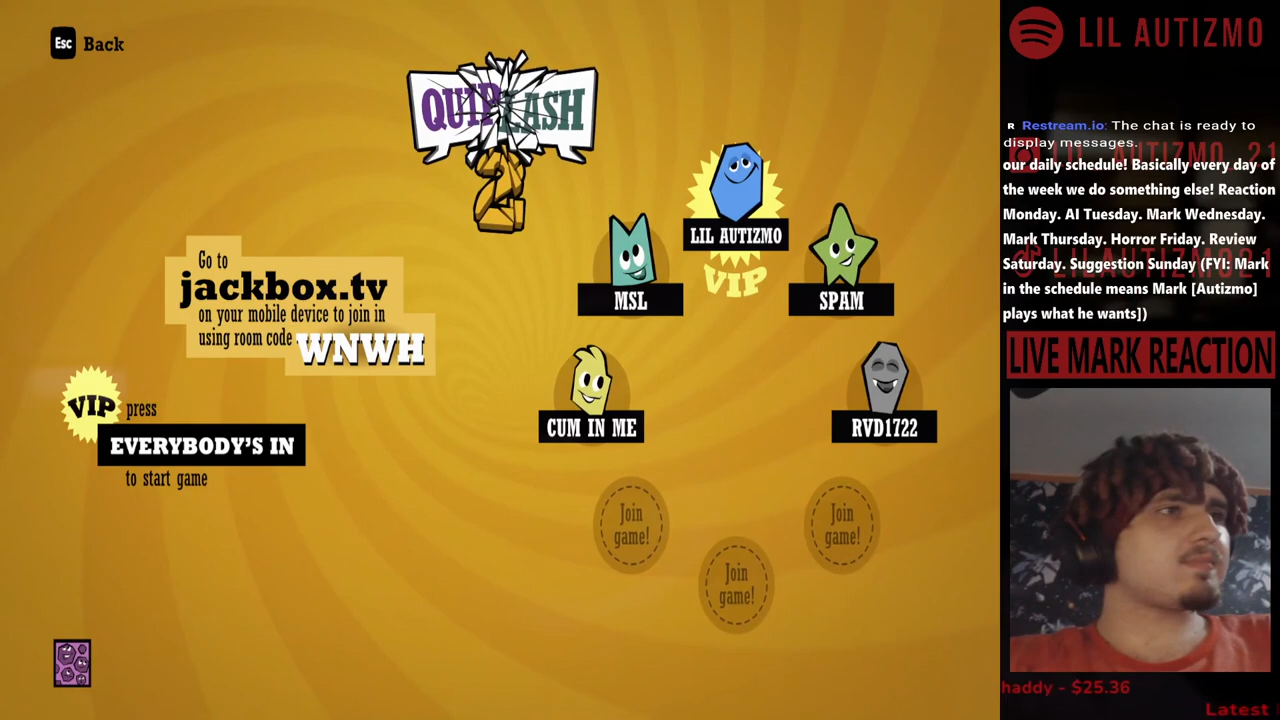 Esc Back
QUIPLASH
2
Go to
jackbox.tv
on your mobile device to join in
using room code WNWH
VIP press
EVERYBODY'S IN
to start game
LIL AUTIZMO
VIP
MSL
SPAM
CUM IN ME
RVD1722
Join
game!
Join
game!
Join
game!
LIL AUTIZMO
R Restream.io: The chat is ready to
display messages.
LIL AUTIZMO_21
our daily schedule! Basically every day of
the week we do something else! Reaction
Monday. AI Tuesday. Mark Wednesday.
Mark Thursday. Horror Friday. Review
Saturday. Suggestion Sunday (FYI: Mark
LILAUTIZMO21
in the schedule means Mark [Autizmo]
plays what he wants])
LIVE MARK REACTION
haddy - $25.36
Latest